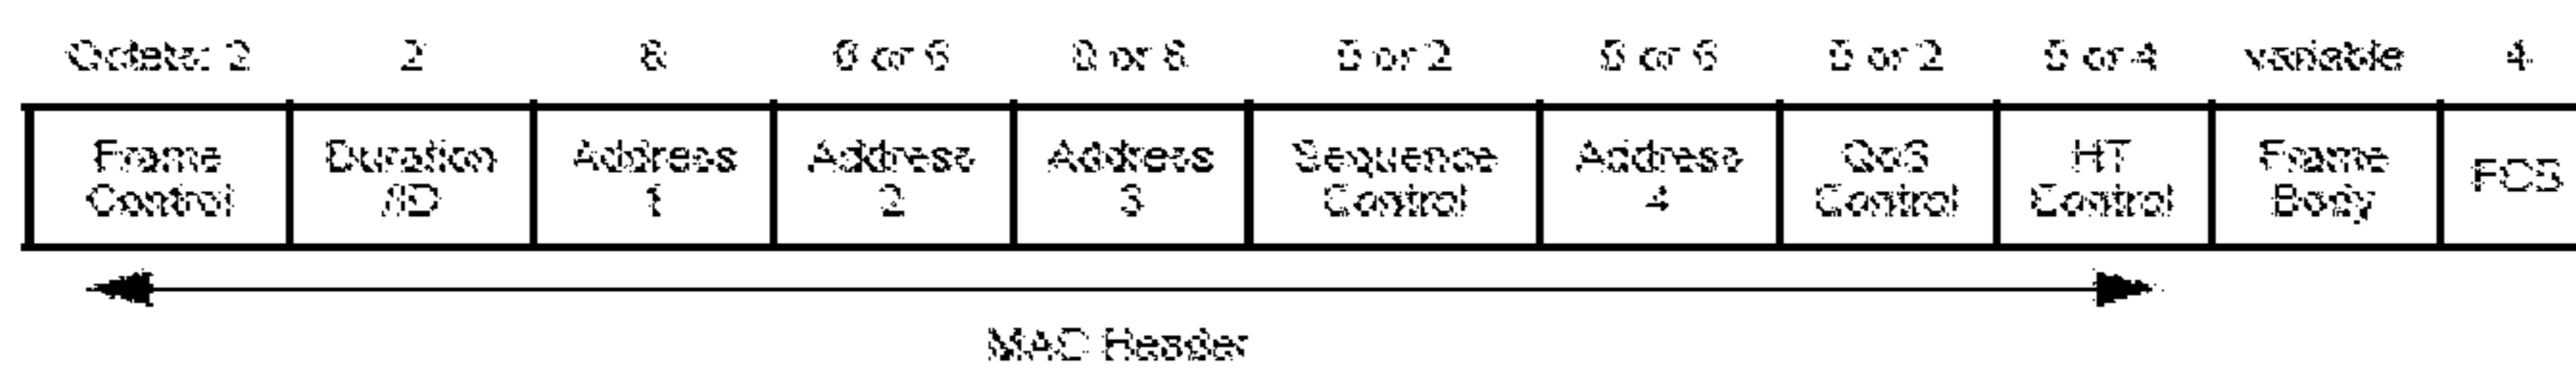 Octets: 2 2 6 0 or 6 0 or 6 0 or 2 0 or 6 0 or 2 0 or 4 variable 4
Frame Duration Address Address Address Sequence Address QoS HT Frame FCS
Control /ID 1 2 3 Control 4 Control Control Body
MAC Header